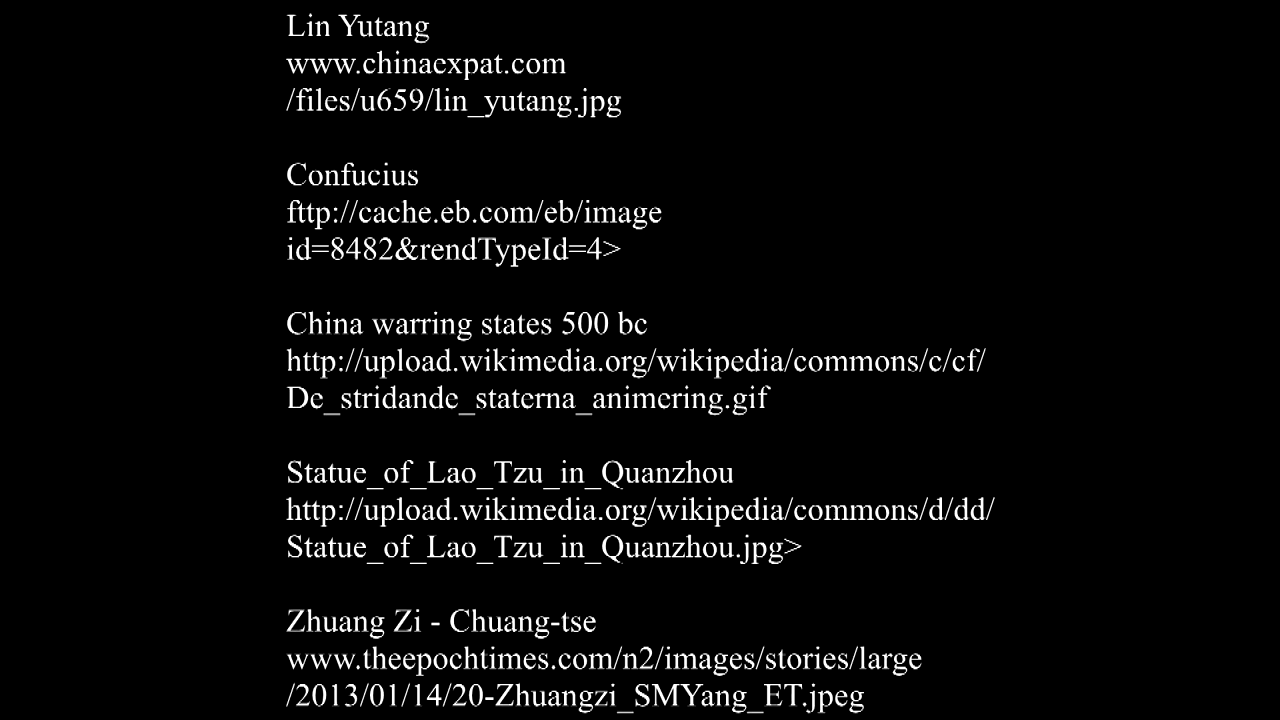 Lin Yutang
www.chinaexpat.com
/files/u659/lin_yutang.jpg
Confucius
fttp://cache.eb.com/eb/image
id=8482&rendTypeId=4>
China warring states 500 bc
http://upload.wikimedia.org/wikipedia/commons/c/cf/
De_stridande_staterna_animering.gif
Statue_of_Lao_Tzu_in_Quanzhou
http://upload.wikimedia.org/wikipedia/commons/d/dd/
Statue_of_Lao_Tzu_in_Quanzhou.jpg>
Zhuang Zi - Chuang-tse
www.theepochtimes.com/n2/images/stories/large
/2013/01/14/20-Zhuangzi_SMYang_ET.jpeg